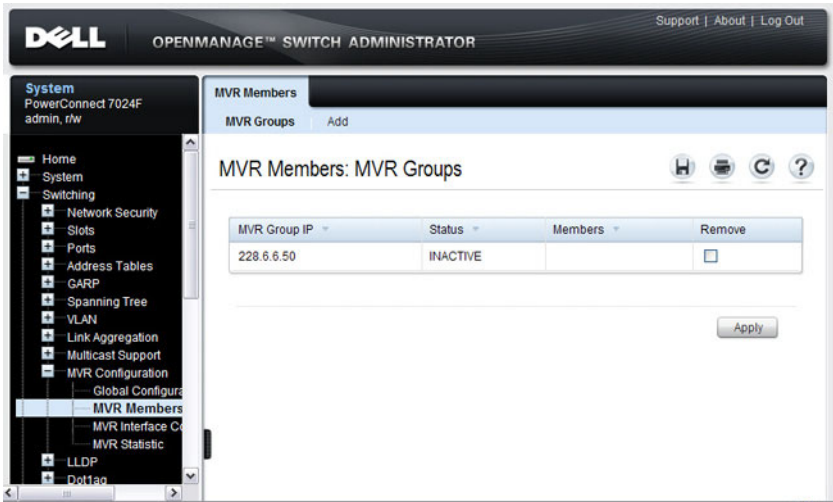 DELL
OPENMANAGE™ SWITCH ADMINISTRATOR
Support | About | Log Out
System
PowerConnect 7024F
admin, r/w
Home
System
Switching
Network Security
Slots
Ports
Address Tables
GARP
Spanning Tree
VLAN
Link Aggregation
Multicast Support
MVR Configuration
Global Configura
MVR Members
MVR Interface Co
MVR Statistic
LLDP
Dot1ag
MVR Members
MVR Groups Add
MVR Members: MVR Groups
MVR Group IP Status Members Remove
228.6.6.50 INACTIVE
Apply